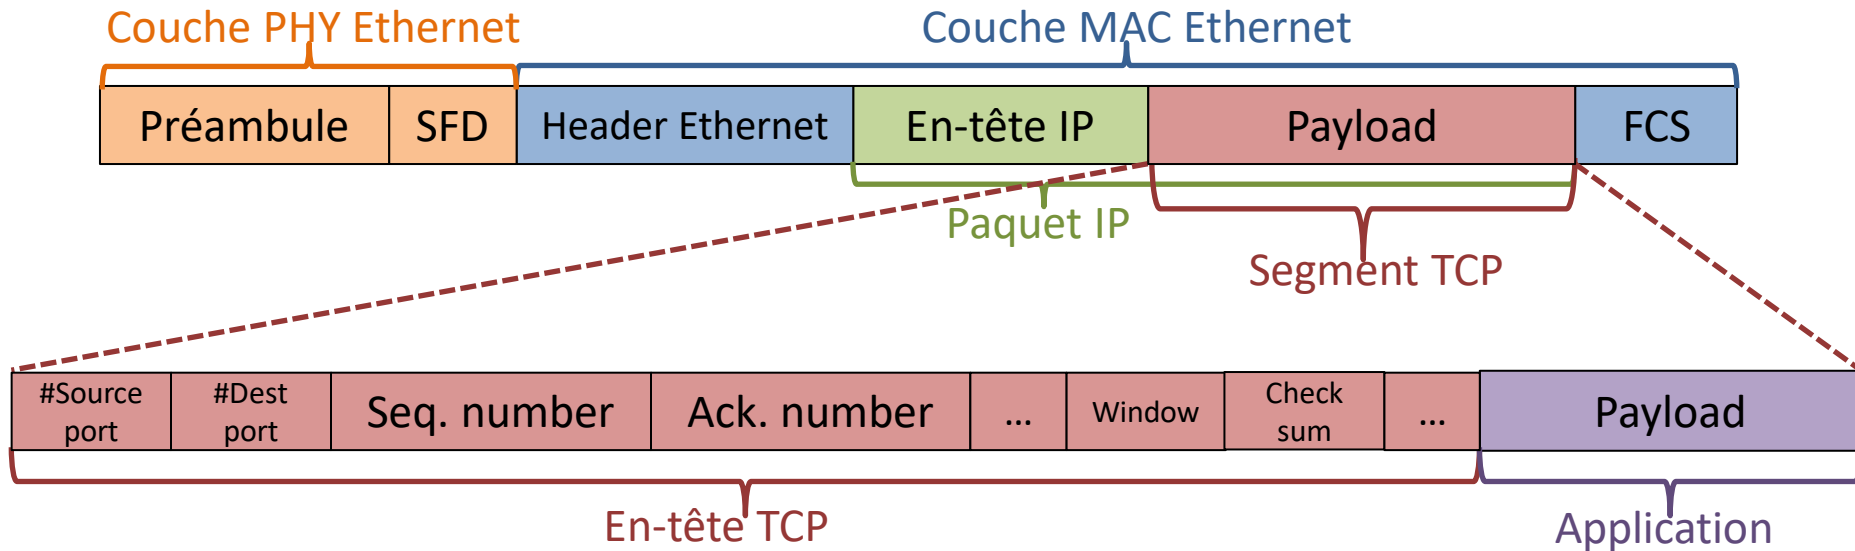 Couche PHY Ethernet
Couche MAC Ethernet
Préambule
SFD
Header Ethernet
En-tête IP
Payload
FCS
Paquet IP
Segment TCP
#Source
port
#Dest
port
Seq. number
Ack. number
...
Window
Check
sum
...
Payload
En-tête TCP
Application